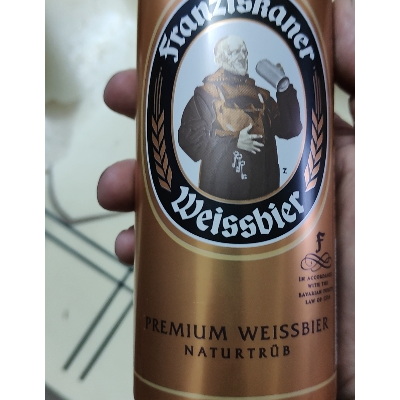 Franziskaner
Weissbier
F
IN ACCORDANCE
WITH THE
BAVARIAN PURITY
LAW OF 1516
PREMIUM WEISSBIER
NATURTRÜB